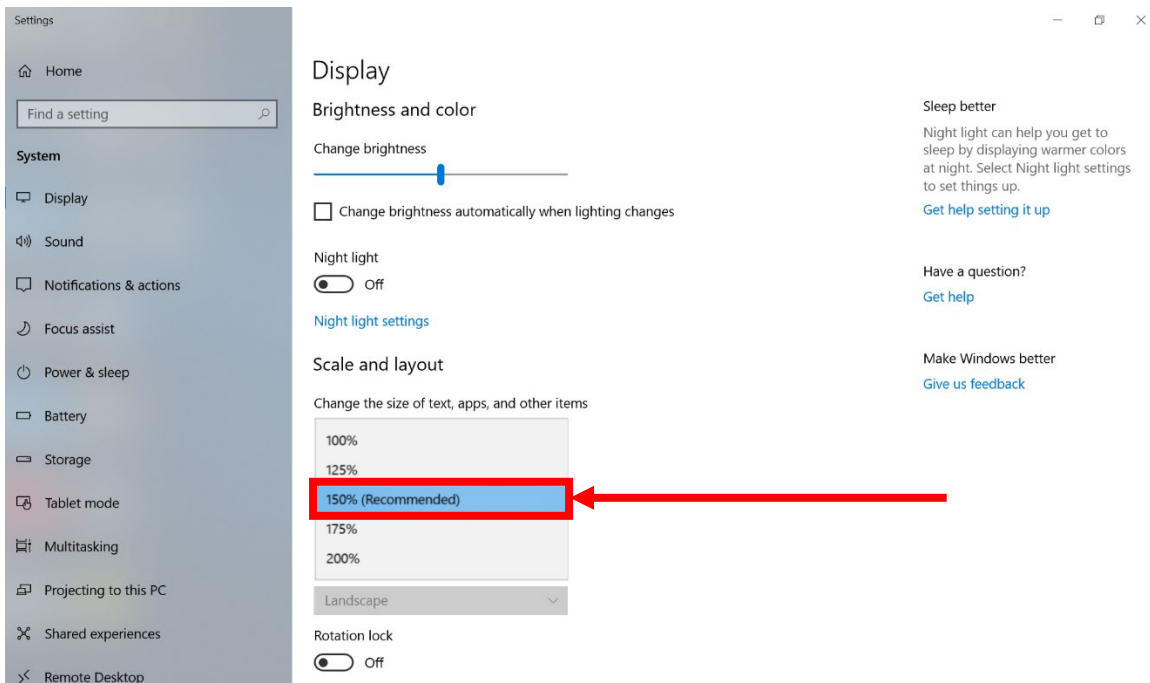 Settings
Home
Find a setting
System
Display
Sound
Notifications & actions
Focus assist
Power & sleep
Battery
Storage
Tablet mode
Multitasking
Projecting to this PC
Shared experiences
Remote Desktop
Display
Brightness and color
Change brightness
Change brightness automatically when lighting changes
Night light
Off
Night light settings
Scale and layout
Change the size of text, apps, and other items
100%
125%
150% (Recommended)
175%
200%
Landscape
Rotation lock
Off
Sleep better
Night light can help you get to
sleep by displaying warmer colors
at night. Select Night light settings
to set things up.
Get help setting it up
Have a question?
Get help
Make Windows better
Give us feedback